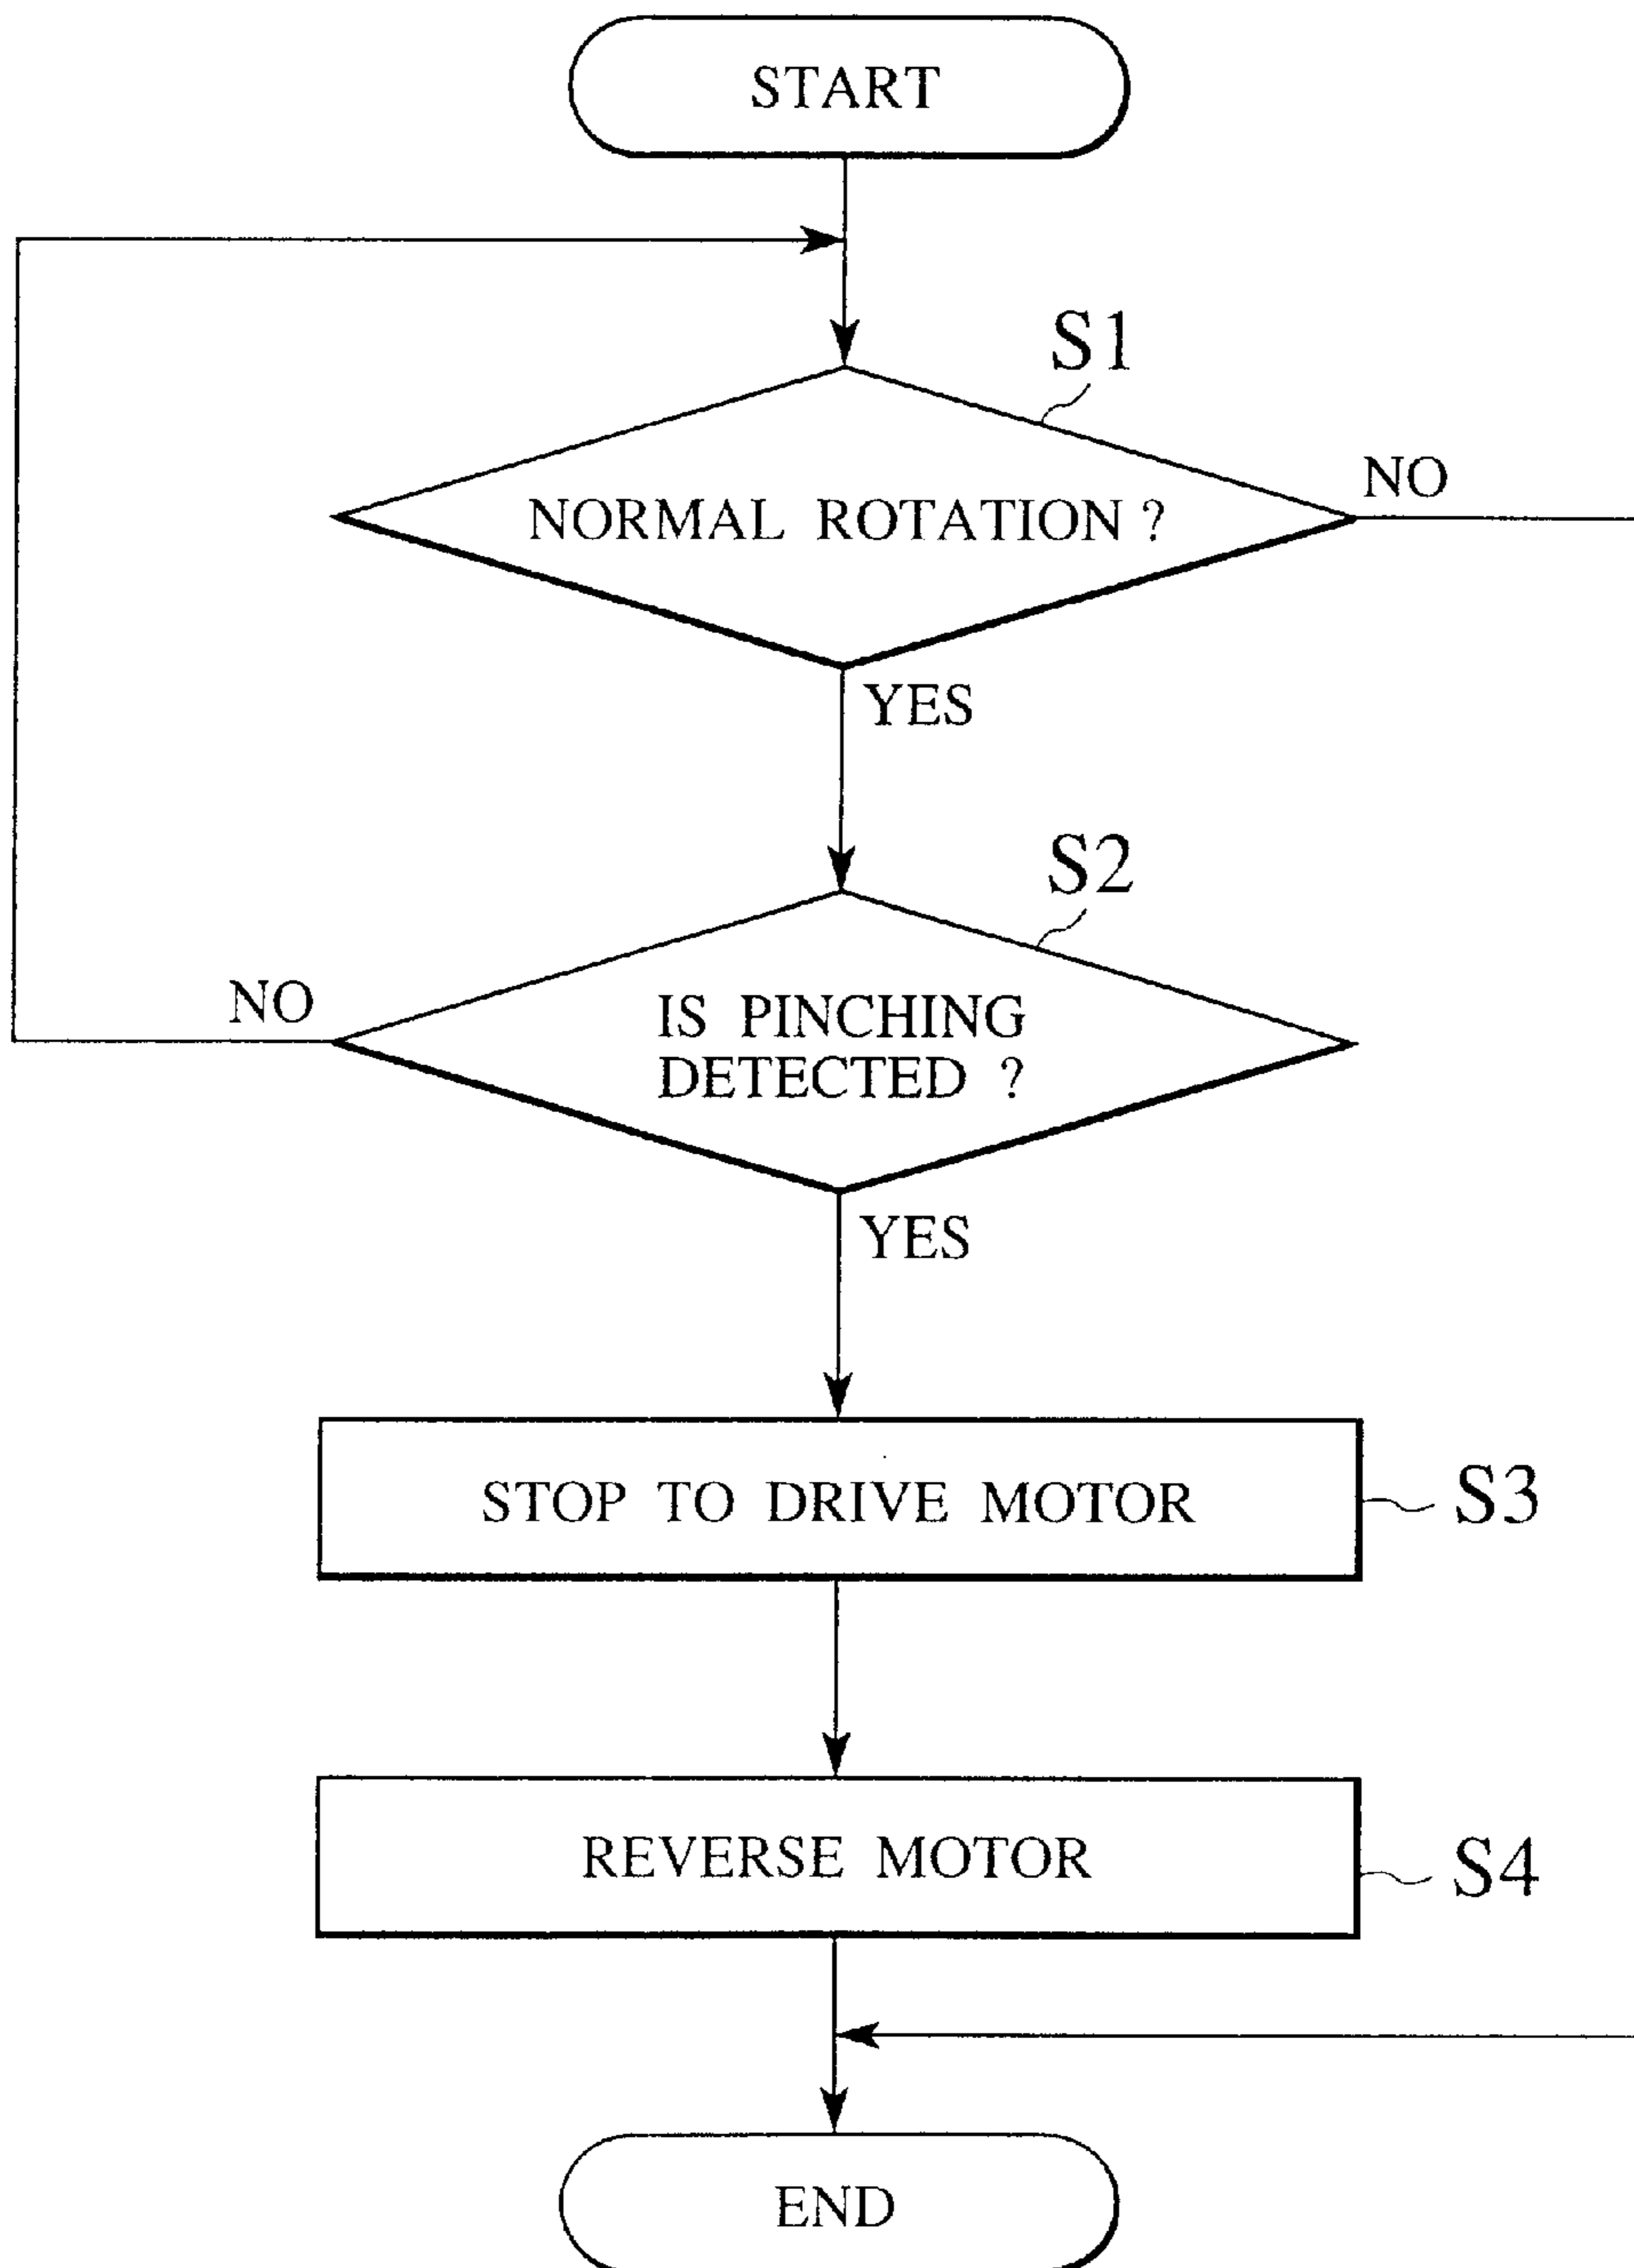 START
S1
NORMAL ROTATION ?
NO
YES
S2
NO
IS PINCHING
DETECTED ?
YES
STOP TO DRIVE MOTOR
S3
REVERSE MOTOR
S4
END